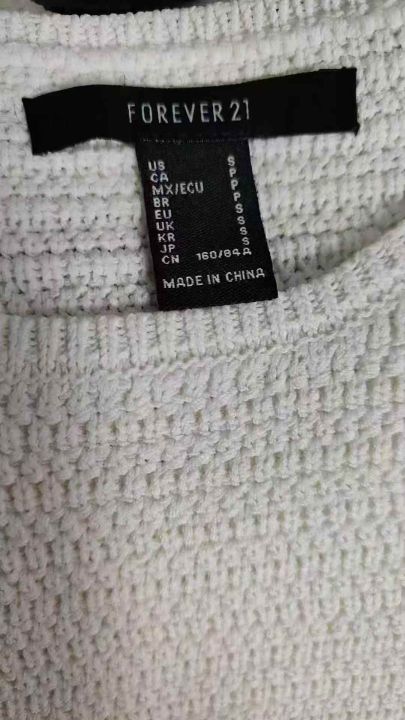 FOREVER 21
US S
CA P
MX/ECU P
BR P
EU S
UK S
KR S
JP S
CN 160/84A
MADE IN CHINA